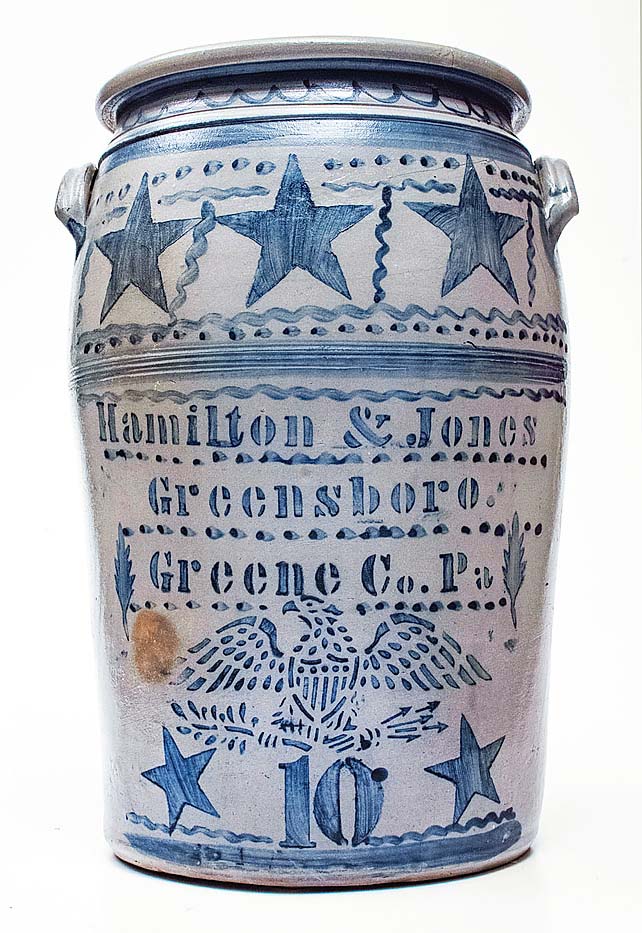 Hamilton & Jones
Greensboro.
Greene Co. Pa
10